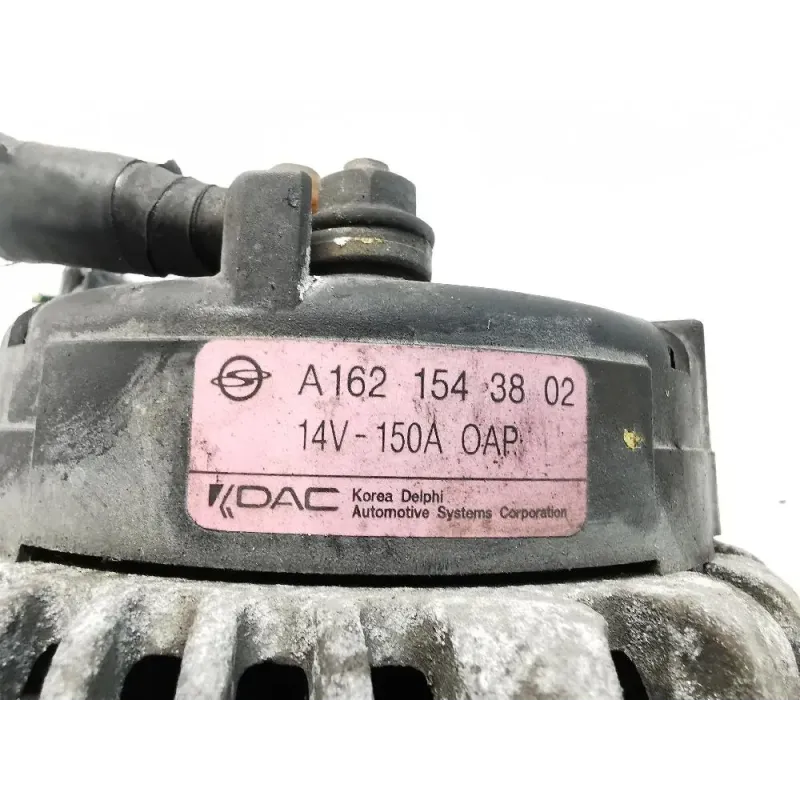 A162 154 38 02
14V-150A OAP
KDAC Korea Delphi
Automotive Systems Corporation